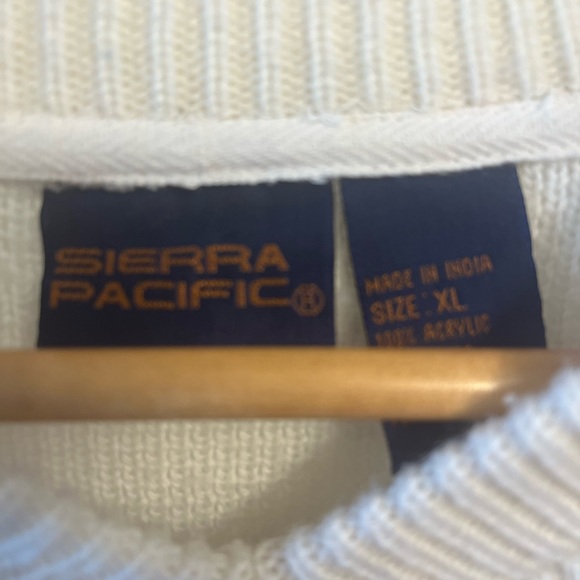 SIERRA
PACIFIC®
MADE IN INDIA
SIZE: XL
100% ACRYLIC